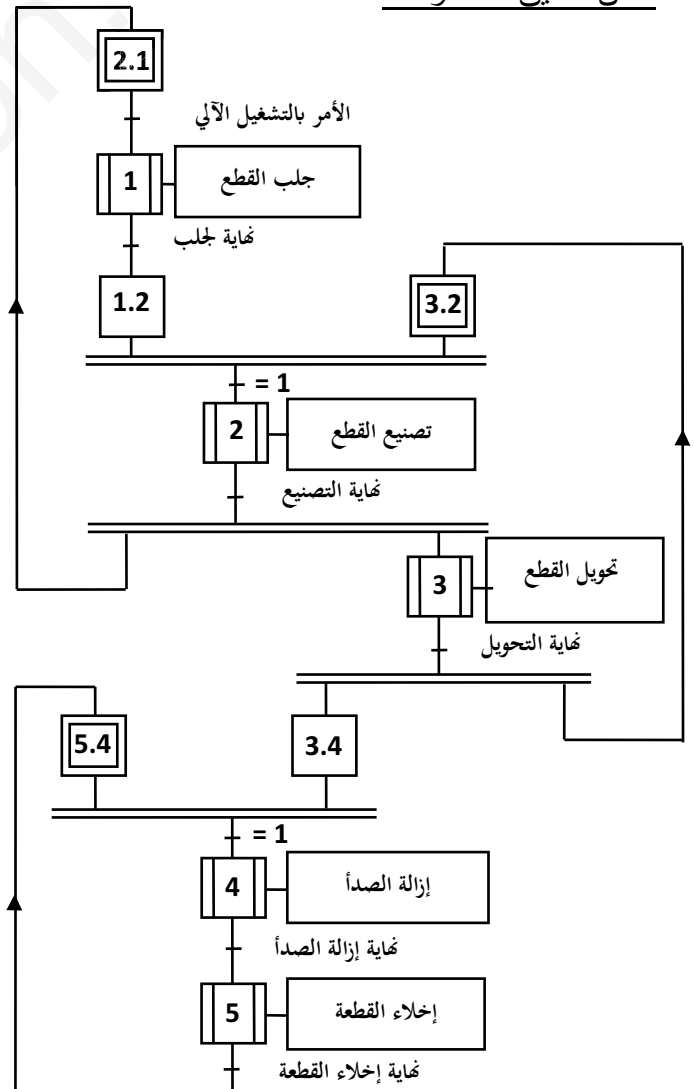 2.1
الأمر بالتشغيل الآلي
1
جلب القطع
نهاية لجلب
1.2
3.2
= 1
2
تصنيع القطع
نهاية التصنيع
3
تحويل القطع
نهاية التحويل
5.4
3.4
= 1
4
إزالة الصدأ
نهاية إزالة الصدأ
5
إخلاء القطعة
نهاية إخلاء القطعة